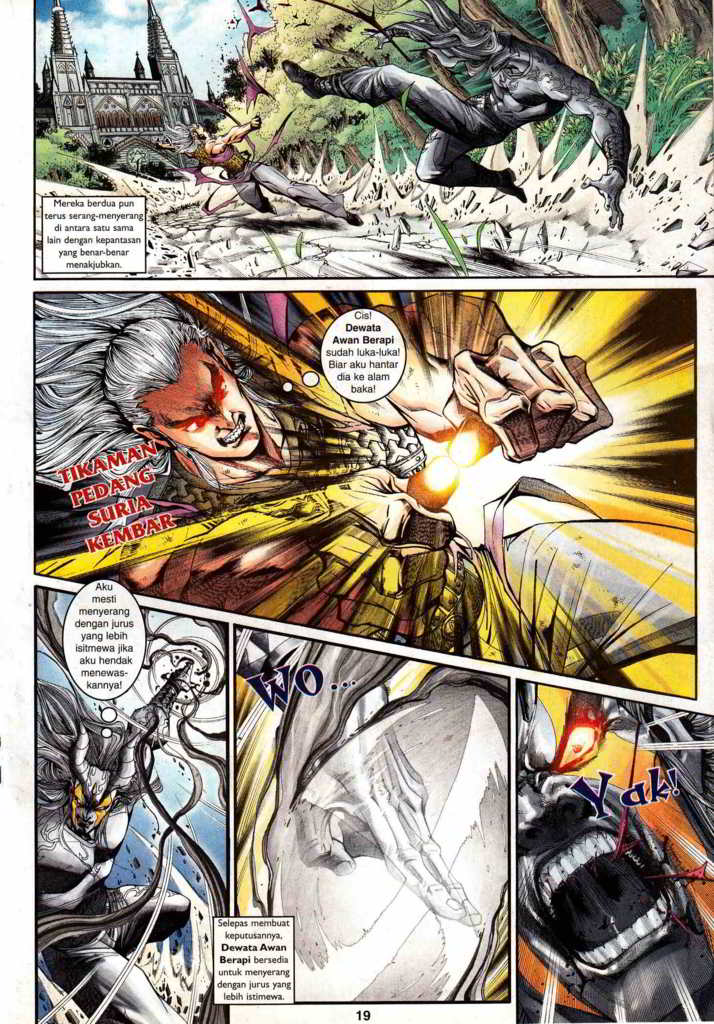 Mereka berdua pun
terus serang-menyerang
di antara satu sama
lain dengan kepantasan
yang benar-benar
menakjubkan.
Cis!
Dewata
Awan Berapi
sudah luka-luka!
Biar aku hantar
dia ke alam
baka!
TIKAMAN
PEDANG
SURIA
KEMBAR
Aku
mesti
menyerang
dengan jurus
yang lebih
isitmewa jika
aku hendak
menewas-
kannya!
WO...
Yak!
Selepas membuat
keputusannya,
Dewata Awan
Berapi bersedia
untuk menyerang
dengan jurus yang
lebih istimewa.
19